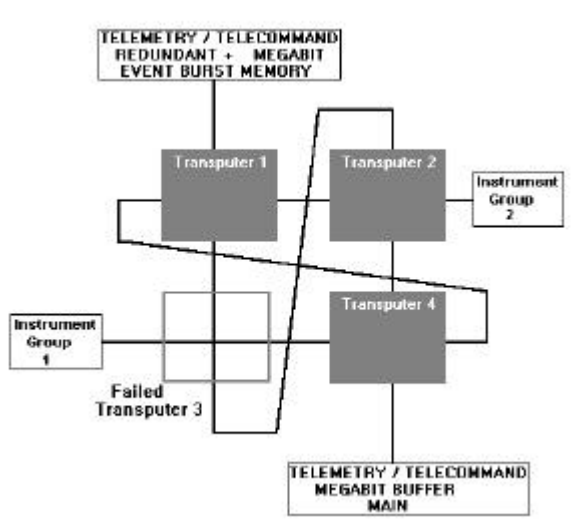 TELEMETRY / TELECOMMAND
REDUNDANT + MEGABIT
EVENT BURST MEMORY
Transputer 1
Transputer 2
Instrument
Group
2
Transputer 4
Instrument
Group
1
Failed
Transputer 3
TELEMETRY / TELECOMMAND
MEGABIT BUFFER
MAIN